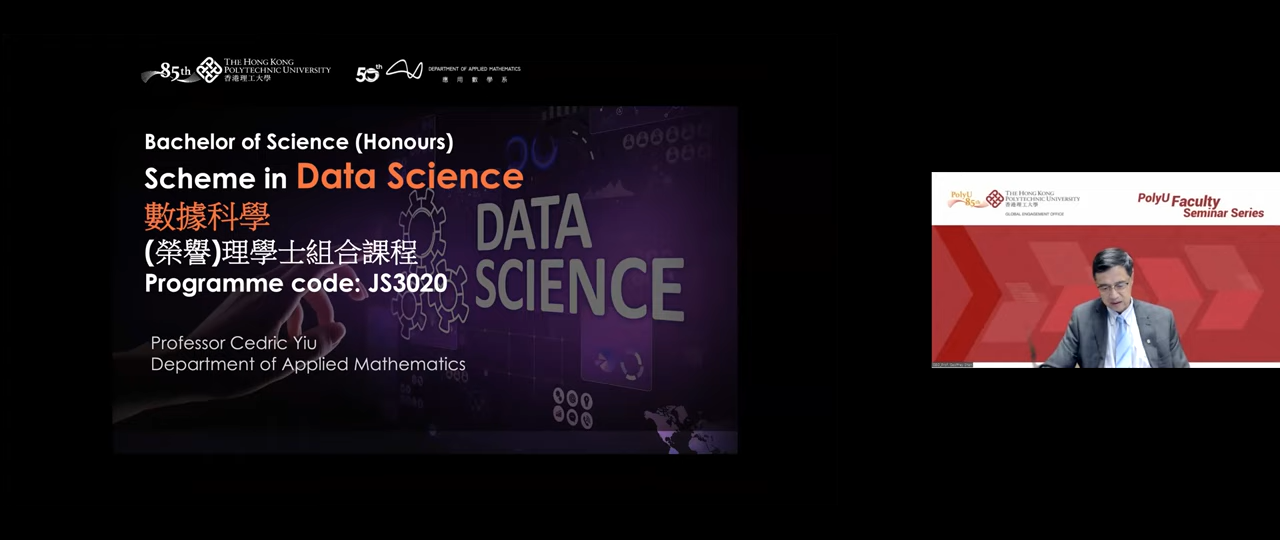 85th
THE HONG KONG
POLYTECHNIC UNIVERSITY
香港理工大學
50th
DEPARTMENT OF APPLIED MATHEMATICS
應用數學系
Bachelor of Science (Honours)
Scheme in Data Science
數據科學
(榮譽)理學士組合課程
Programme code: JS3020
DATA
SCIENCE
Professor Cedric Yiu
Department of Applied Mathematics
PolyU
85th
THE HONG KONG
POLYTECHNIC UNIVERSITY
香港理工大學
GLOBAL ENGAGEMENT OFFICE
PolyU Faculty
Seminar Series